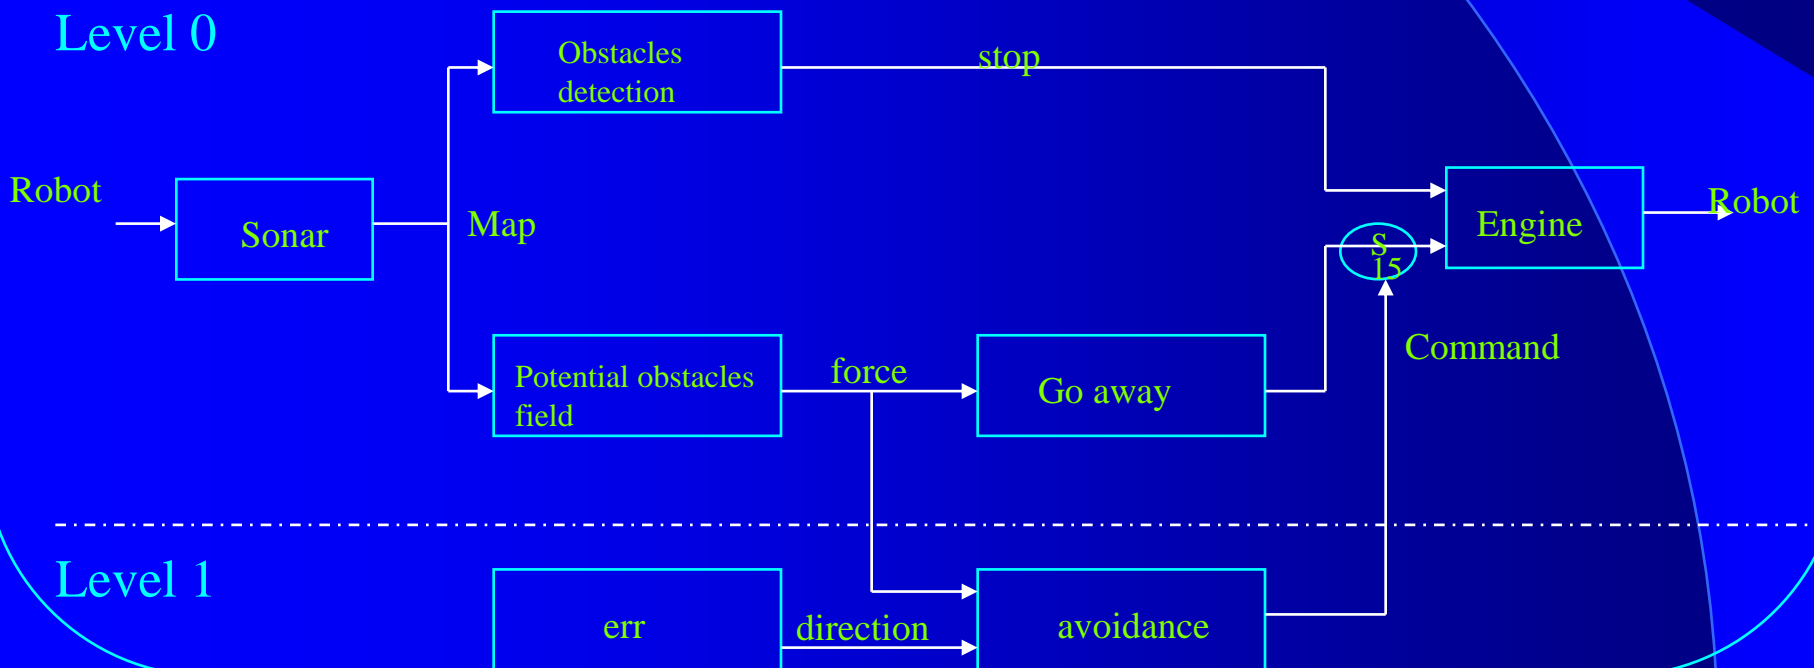 Level 0
Obstacles
detection
stop
Robot
Sonar
Map
Engine
Robot
s
15
Command
Potential obstacles
field
force
Go away
Level 1
err
direction
avoidance